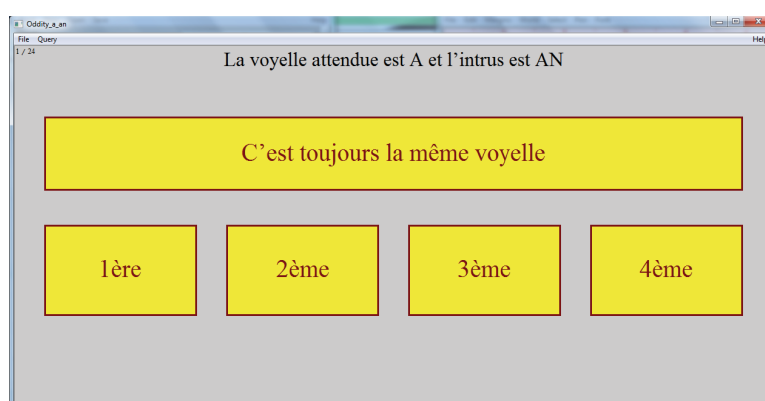 Oddity_a_an
File Query Help
1 / 24
La voyelle attendue est A et l’intrus est AN
C’est toujours la même voyelle
1ère 2ème 3ème 4ème